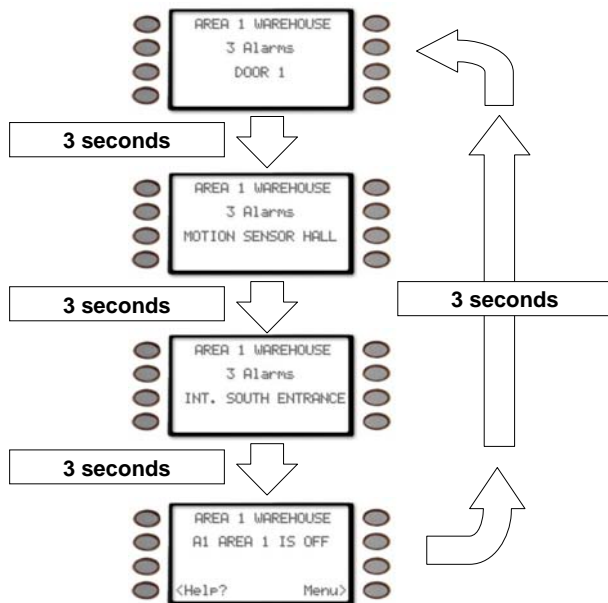 AREA 1 WAREHOUSE
3 Alarms
DOOR 1
3 seconds
AREA 1 WAREHOUSE
3 Alarms
MOTION SENSOR HALL
3 seconds
3 seconds
AREA 1 WAREHOUSE
3 Alarms
INT. SOUTH ENTRANCE
3 seconds
AREA 1 WAREHOUSE
A1 AREA 1 IS OFF
<Help? Menu>